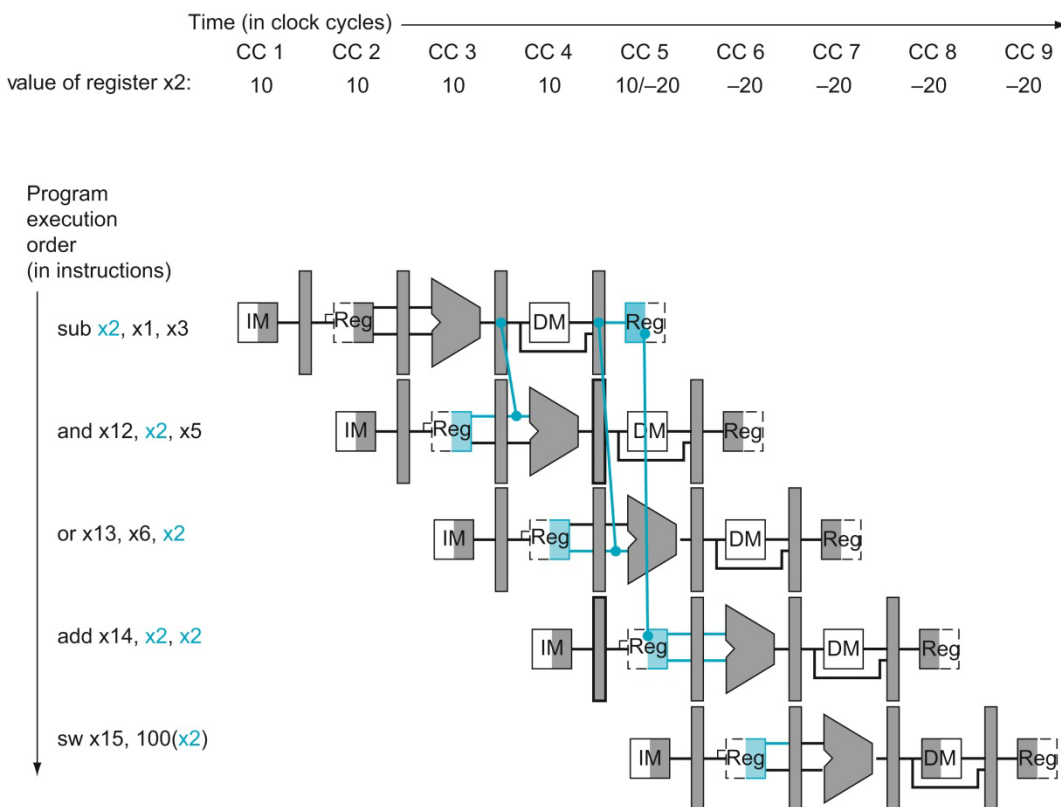 Time (in clock cycles)
CC 1 CC 2 CC 3 CC 4 CC 5 CC 6 CC 7 CC 8 CC 9
value of register x2: 10 10 10 10 10/–20 –20 –20 –20 –20
Program
execution
order
(in instructions)
sub x2, x1, x3
IM Reg DM Reg
and x12, x2, x5
IM Reg DM Reg
or x13, x6, x2
IM Reg DM Reg
add x14, x2, x2
IM Reg DM Reg
sw x15, 100(x2)
IM Reg DM Reg